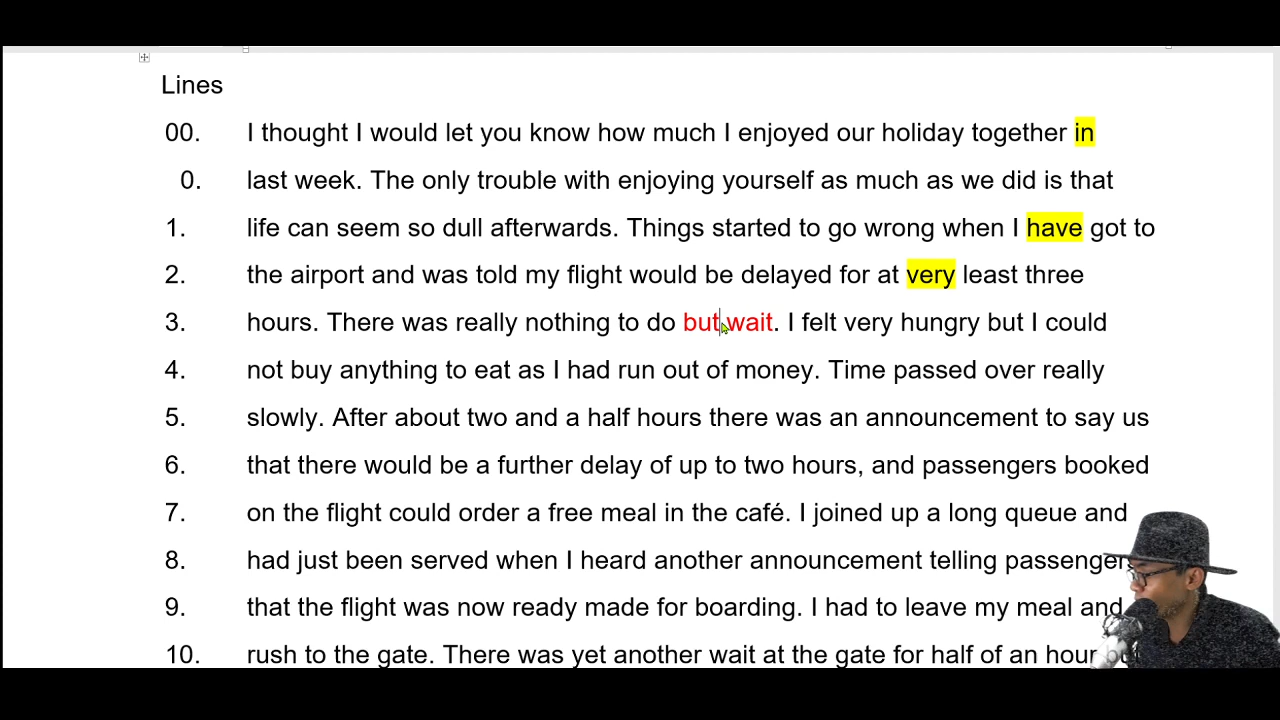 Lines
00. I thought I would let you know how much I enjoyed our holiday together in
0. last week. The only trouble with enjoying yourself as much as we did is that
1. life can seem so dull afterwards. Things started to go wrong when I have got to
2. the airport and was told my flight would be delayed for at very least three
3. hours. There was really nothing to do but wait. I felt very hungry but I could
4. not buy anything to eat as I had run out of money. Time passed over really
5. slowly. After about two and a half hours there was an announcement to say us
6. that there would be a further delay of up to two hours, and passengers booked
7. on the flight could order a free meal in the café. I joined up a long queue and
8. had just been served when I heard another announcement telling passengers
9. that the flight was now ready made for boarding. I had to leave my meal and
10. rush to the gate. There was yet another wait at the gate for half of an hour